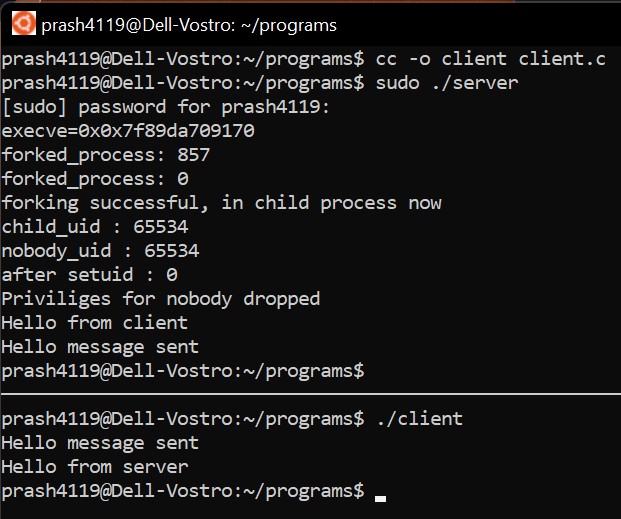 prash4119@Dell-Vostro: ~/programs
prash4119@Dell-Vostro:~/programs$ cc -o client client.c
prash4119@Dell-Vostro:~/programs$ sudo ./server
[sudo] password for prash4119:
execve=0x0x7f89da709170
forked_process: 857
forked_process: 0
forking successful, in child process now
child_uid : 65534
nobody_uid : 65534
after setuid : 0
Priviliges for nobody dropped
Hello from client
Hello message sent
prash4119@Dell-Vostro:~/programs$
prash4119@Dell-Vostro:~/programs$ ./client
Hello message sent
Hello from server
prash4119@Dell-Vostro:~/programs$